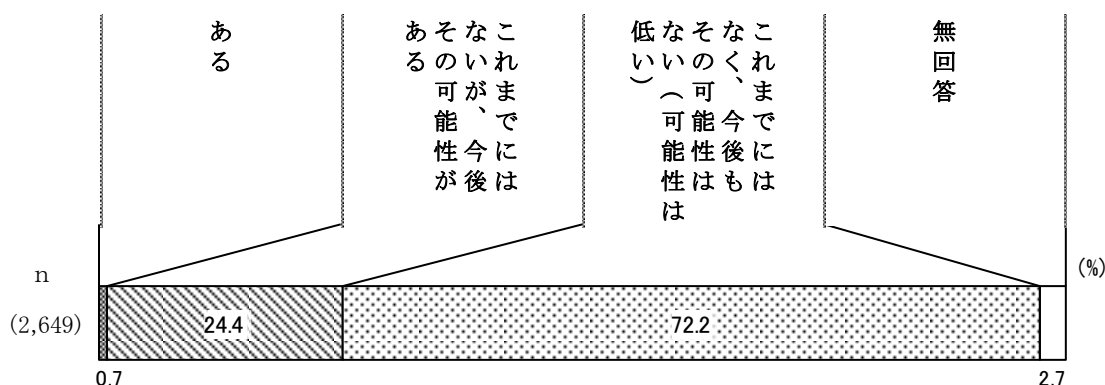 ある
これまでには
ないが、今後
その可能性が
ある
これまでには
なく、今後も
その可能性は
ない（可能性は
低い）
無回答
n
(%)
(2,649)
24.4
72.2
0.7
2.7